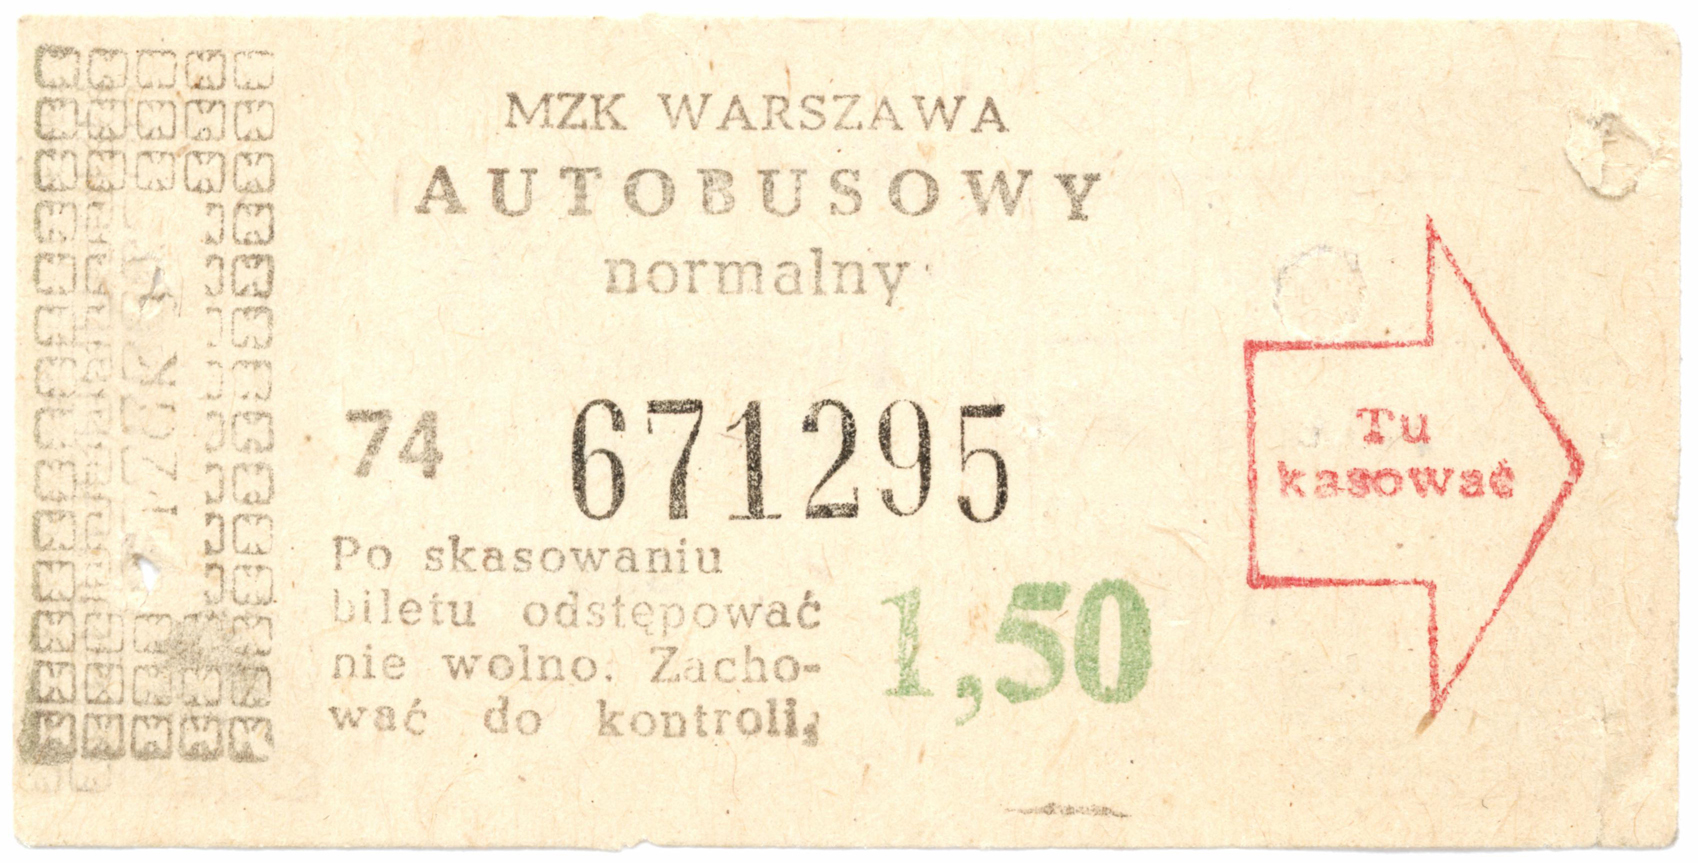 MZK WARSZAWA
AUTOBUSOWY
normalny
74 671295
Po skasowaniu
biletu odstępować
nie wolno. Zacho-
wać do kontroli,
1,50
Tu
kasować